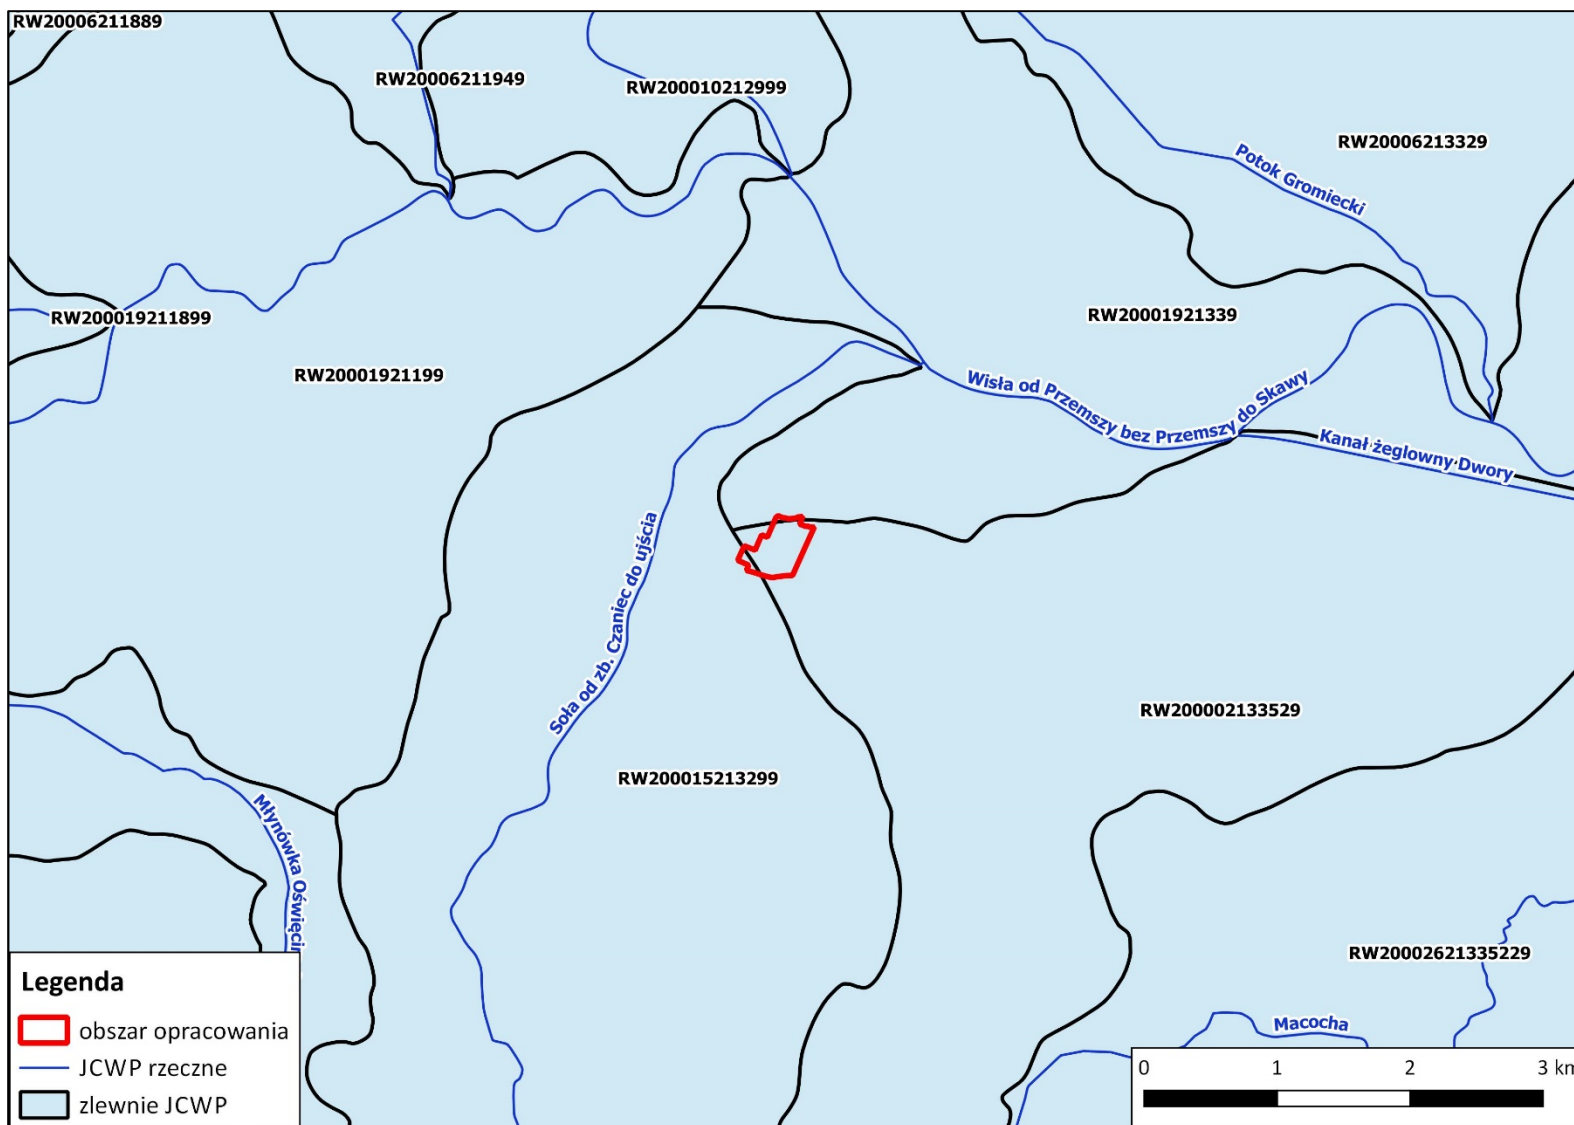 RW20006211889
RW20006211949
RW200010212999
RW20006213329
Potok Gromiecki
RW200019211899
RW20001921339
RW20001921199
Wisła od Przemszy bez Przemszy do Skawy
Kanał żeglowny Dwory
Soła od zb. Czaniec do ujścia
RW200002133529
RW200015213299
Młynówka Oświęcin
RW20002621335229
Macocha
Legenda
obszar opracowania
JCWP rzeczne
zlewnie JCWP
0 1 2 3 km